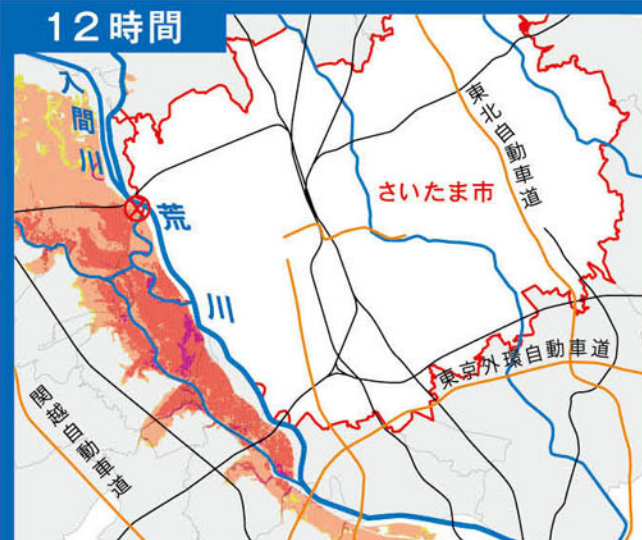 12時間
入間川
荒川
東北自動車道
さいたま市
東京外環自動車道
関越自動車道